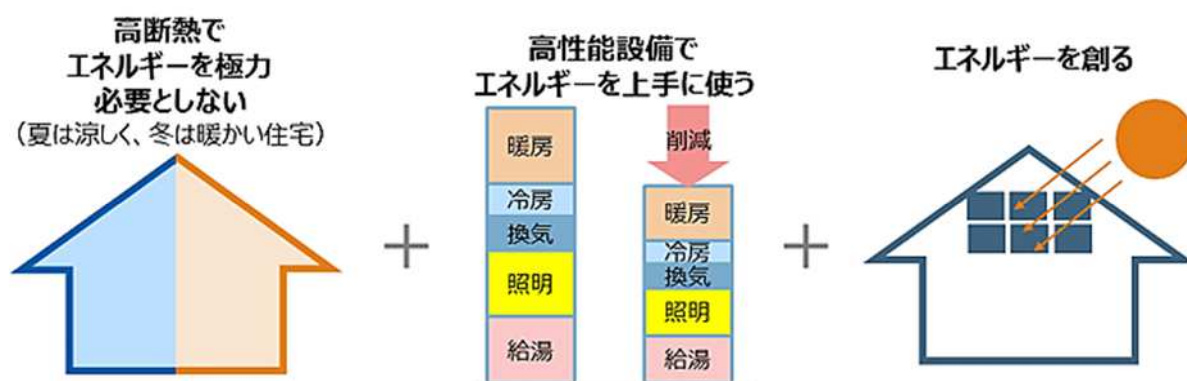 高断熱で
エネルギーを極力
必要としない
（夏は涼しく、冬は暖かい住宅）
高性能設備で
エネルギーを上手に使う
暖房
冷房
換気
照明
給湯
削減
暖房
冷房
換気
照明
給湯
エネルギーを創る